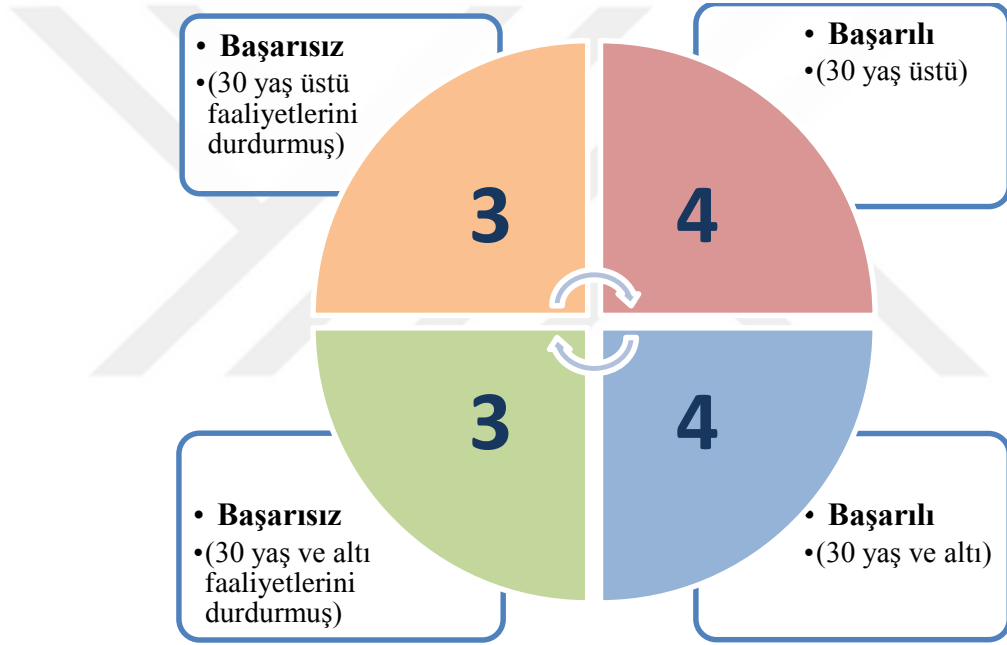 • Başarısız
•(30 yaş üstü
faaliyetlerini
durdurmuş)
• Başarılı
•(30 yaş üstü)
3
4
3
4
• Başarısız
•(30 yaş ve altı
faaliyetlerini
durdurmuş)
• Başarılı
•(30 yaş ve altı)